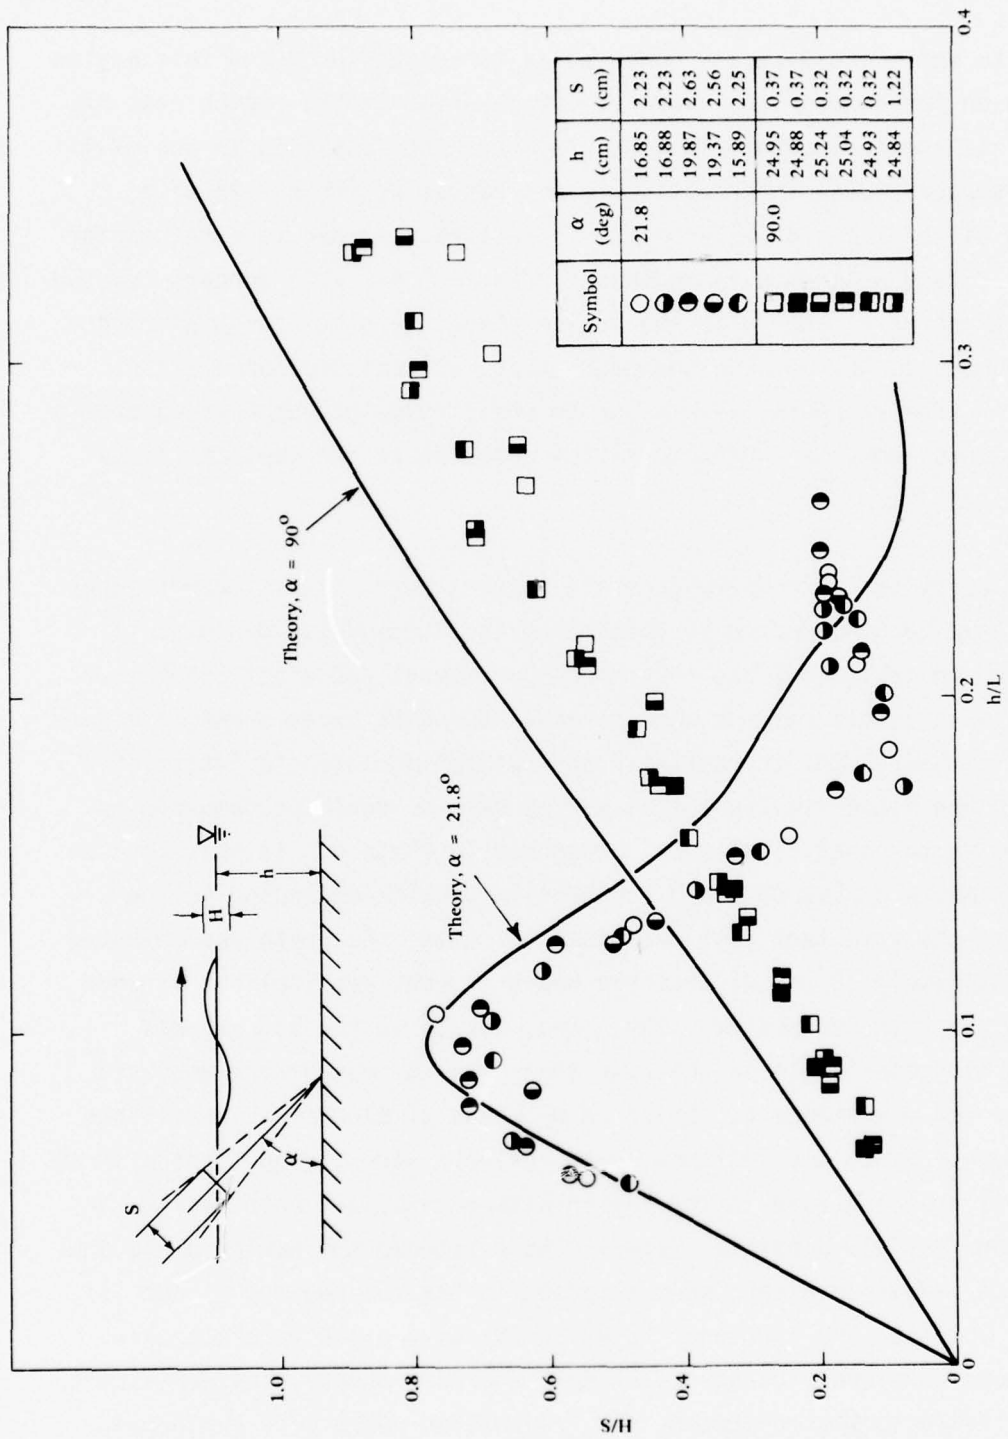 S
α
H
h
Theory, α = 90°
Theory, α = 21.8°
Symbol α (deg) h (cm) S (cm)
21.8 16.85 2.23
16.88 2.23
19.87 2.63
19.37 2.56
15.89 2.25
90.0 24.95 0.37
24.88 0.37
25.24 0.32
25.04 0.32
24.93 0.32
24.84 1.22
H/S
1.0
0.8
0.6
0.4
0.2
0
0
0.1
0.2
0.3
0.4
h/L